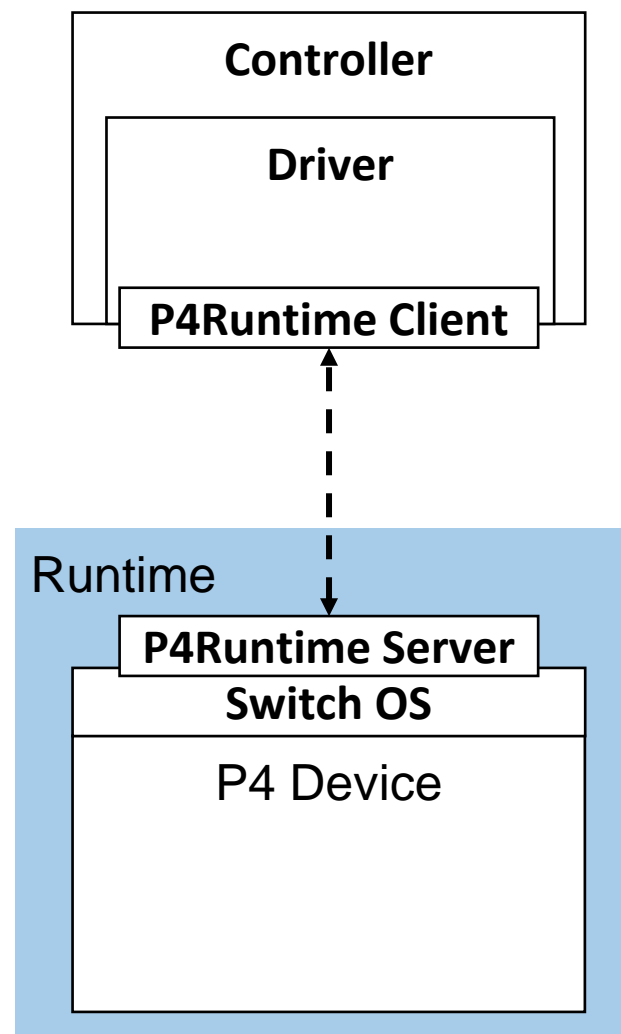 Controller
Driver
P4Runtime Client
Runtime
P4Runtime Server
Switch OS
P4 Device